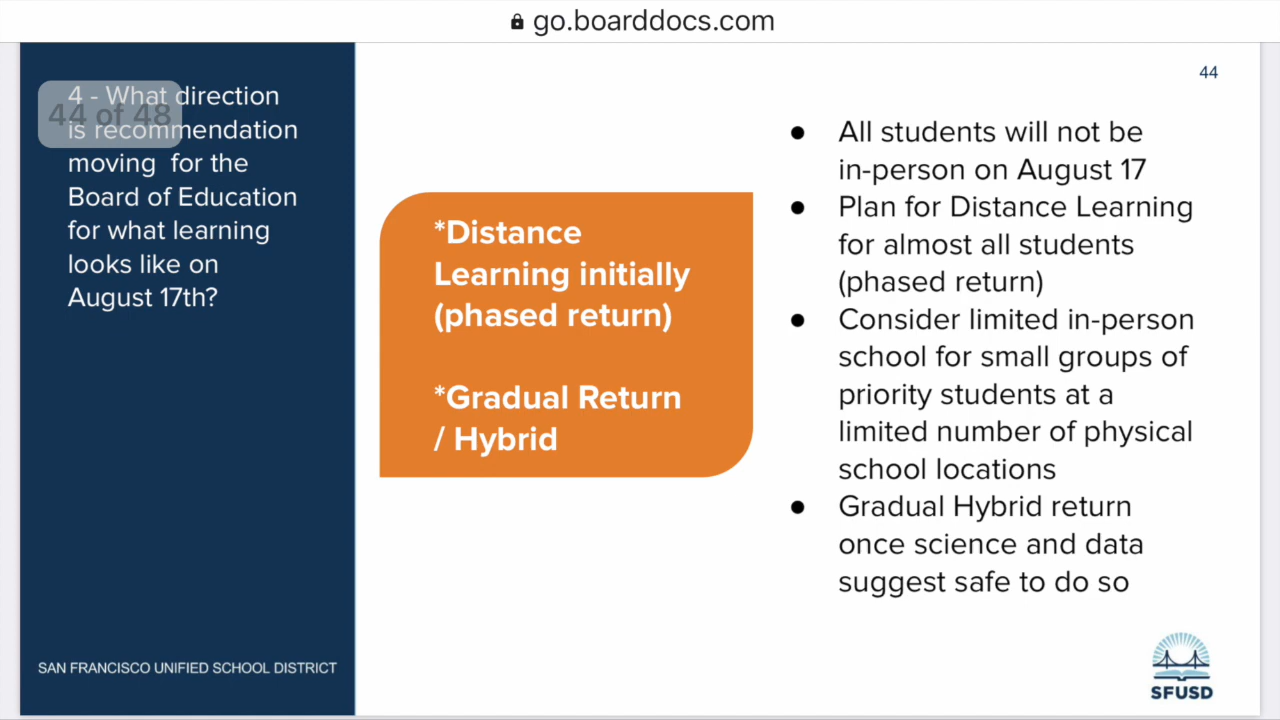 go.boarddocs.com
44
44 of 48
4 - What direction
is recommendation
moving  for the
Board of Education
for what learning
looks like on
August 17th?
*Distance
Learning initially
(phased return)
*Gradual Return
/ Hybrid
● All students will not be
in-person on August 17
● Plan for Distance Learning
for almost all students
(phased return)
● Consider limited in-person
school for small groups of
priority students at a
limited number of physical
school locations
● Gradual Hybrid return
once science and data
suggest safe to do so
SAN FRANCISCO UNIFIED SCHOOL DISTRICT
SFUSD